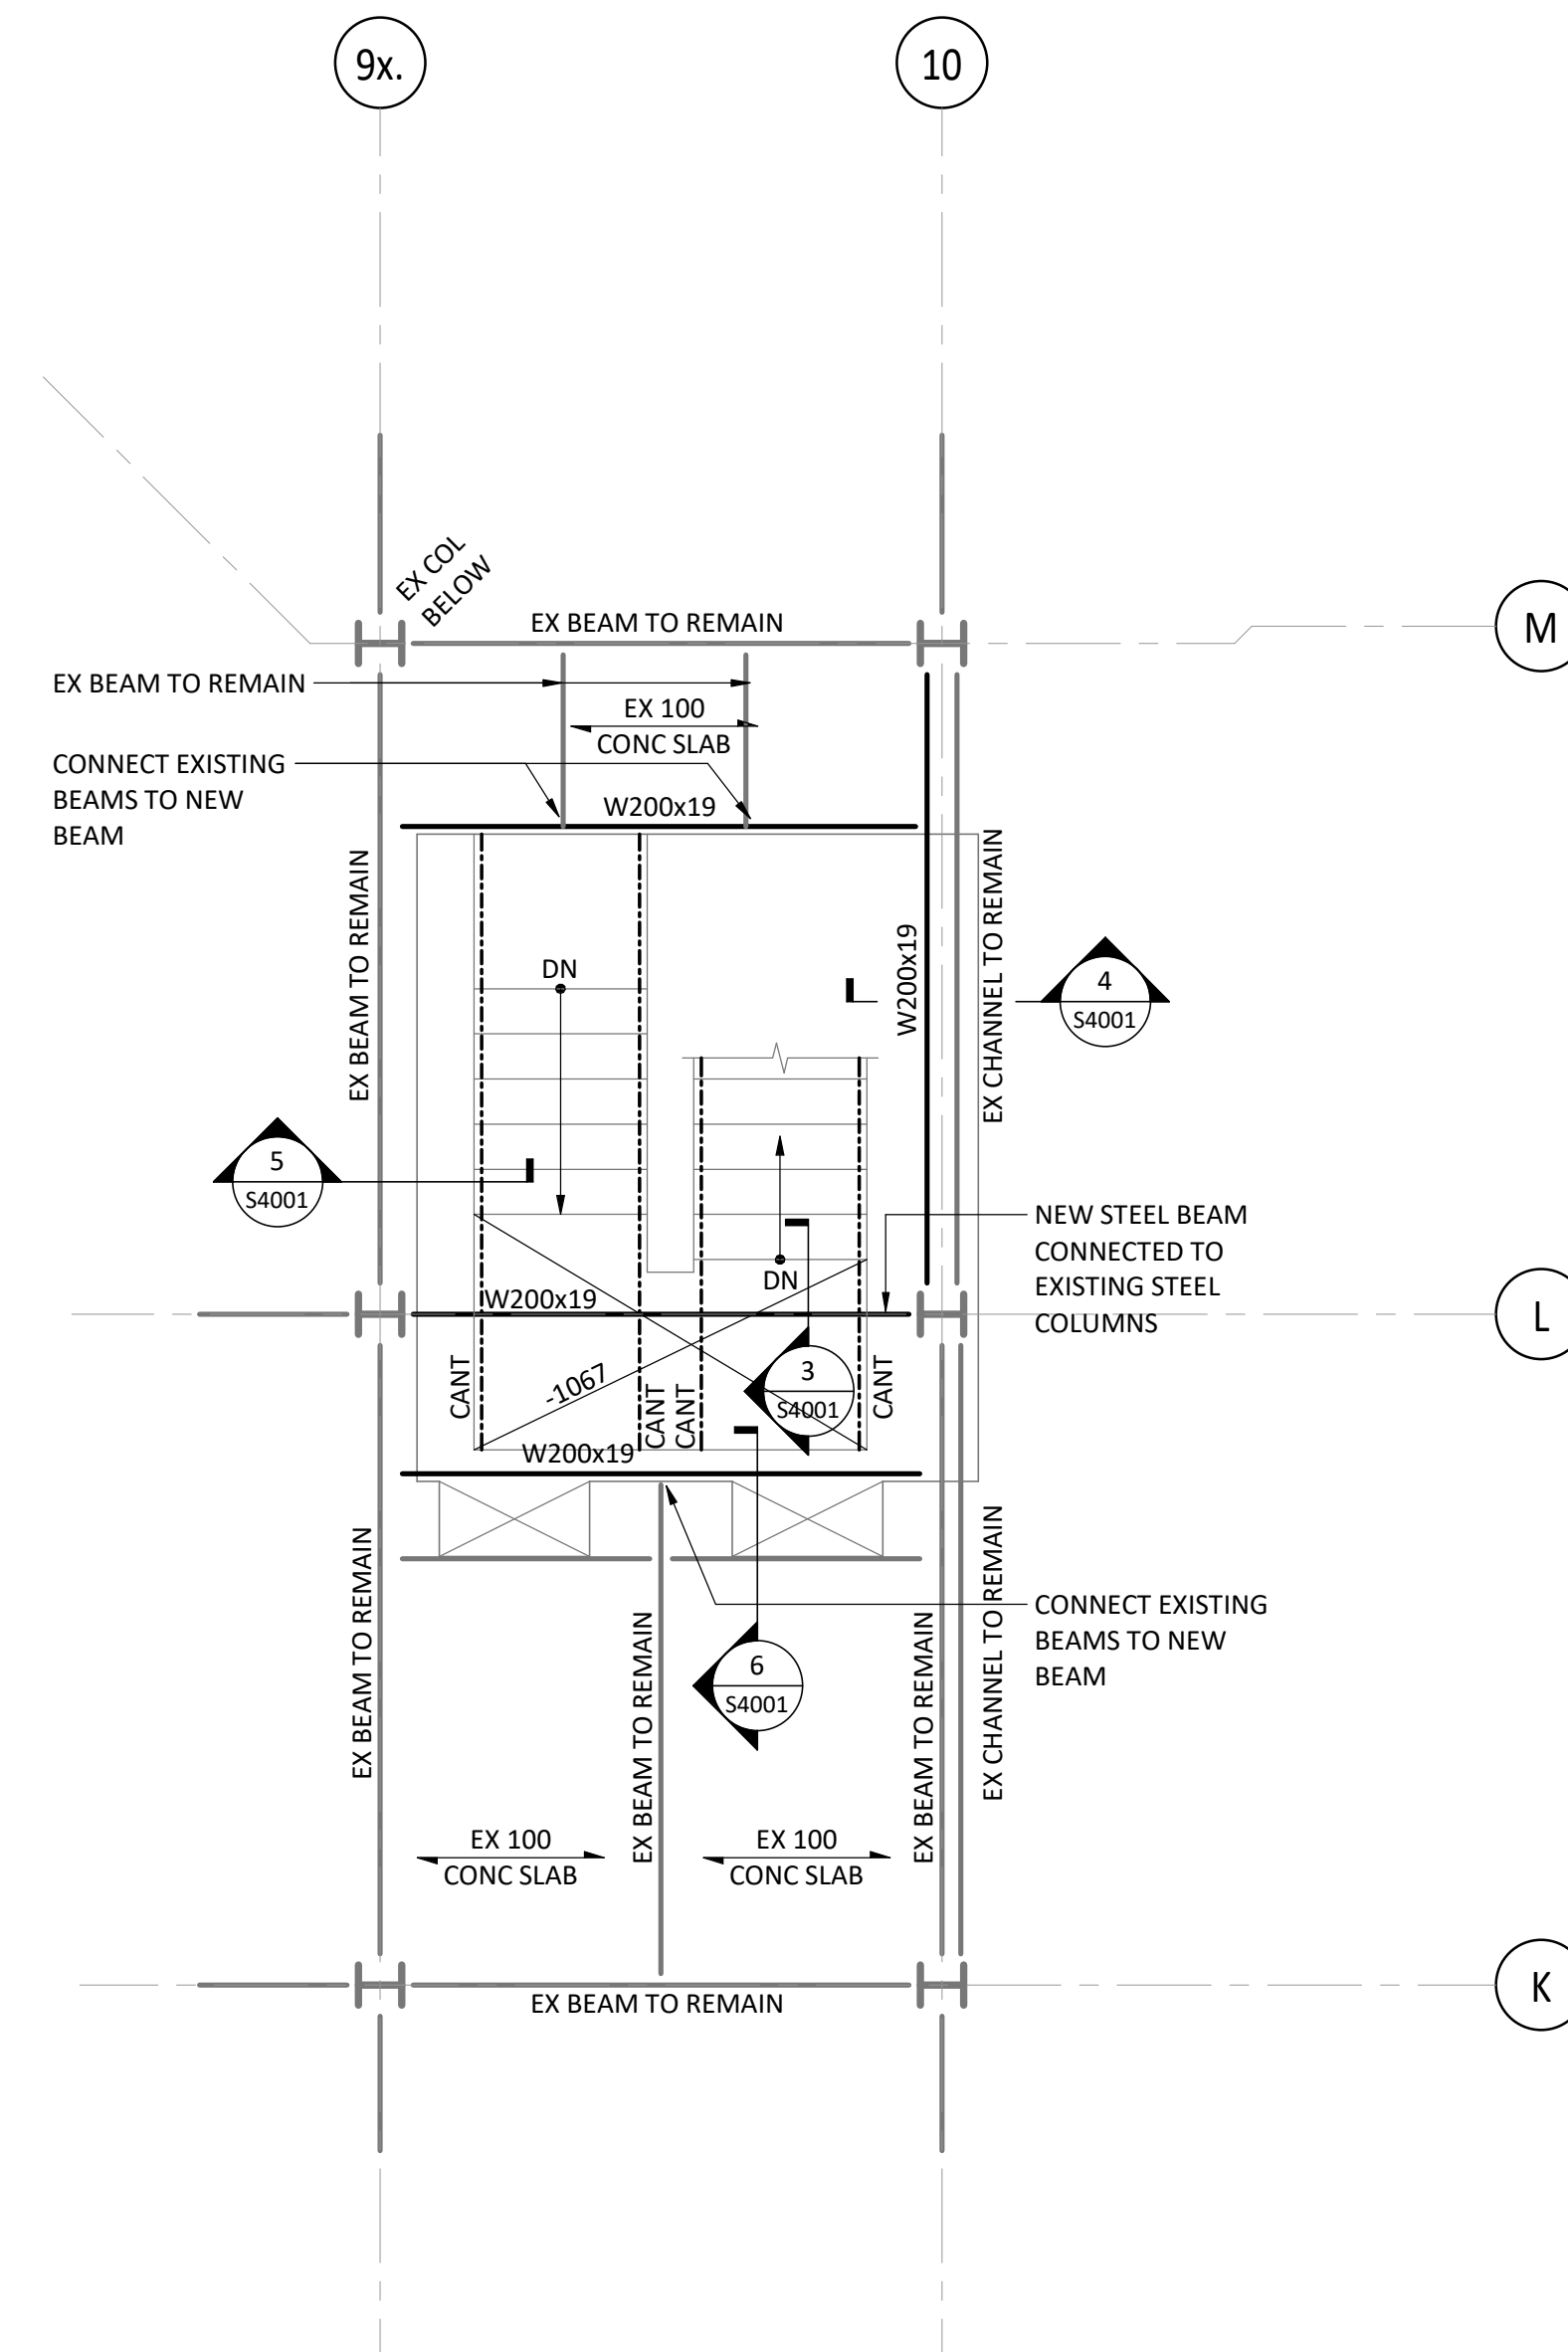 9x.
10
EX COL
BELOW
EX BEAM TO REMAIN
M
EX BEAM TO REMAIN
EX 100
CONC SLAB
CONNECT EXISTING
BEAMS TO NEW
BEAM
W200x19
EX BEAM TO REMAIN
EX CHANNEL TO REMAIN
W200x19
DN
4
S4001
5
S4001
NEW STEEL BEAM
CONNECTED TO
EXISTING STEEL
COLUMNS
DN
W200x19
L
-1067
CANT
CANT
CANT
CANT
3
S4001
W200x19
EX BEAM TO REMAIN
EX BEAM TO REMAIN
EX BEAM TO REMAIN
EX CHANNEL TO REMAIN
CONNECT EXISTING
BEAMS TO NEW
BEAM
6
S4001
EX 100
CONC SLAB
EX 100
CONC SLAB
K
EX BEAM TO REMAIN